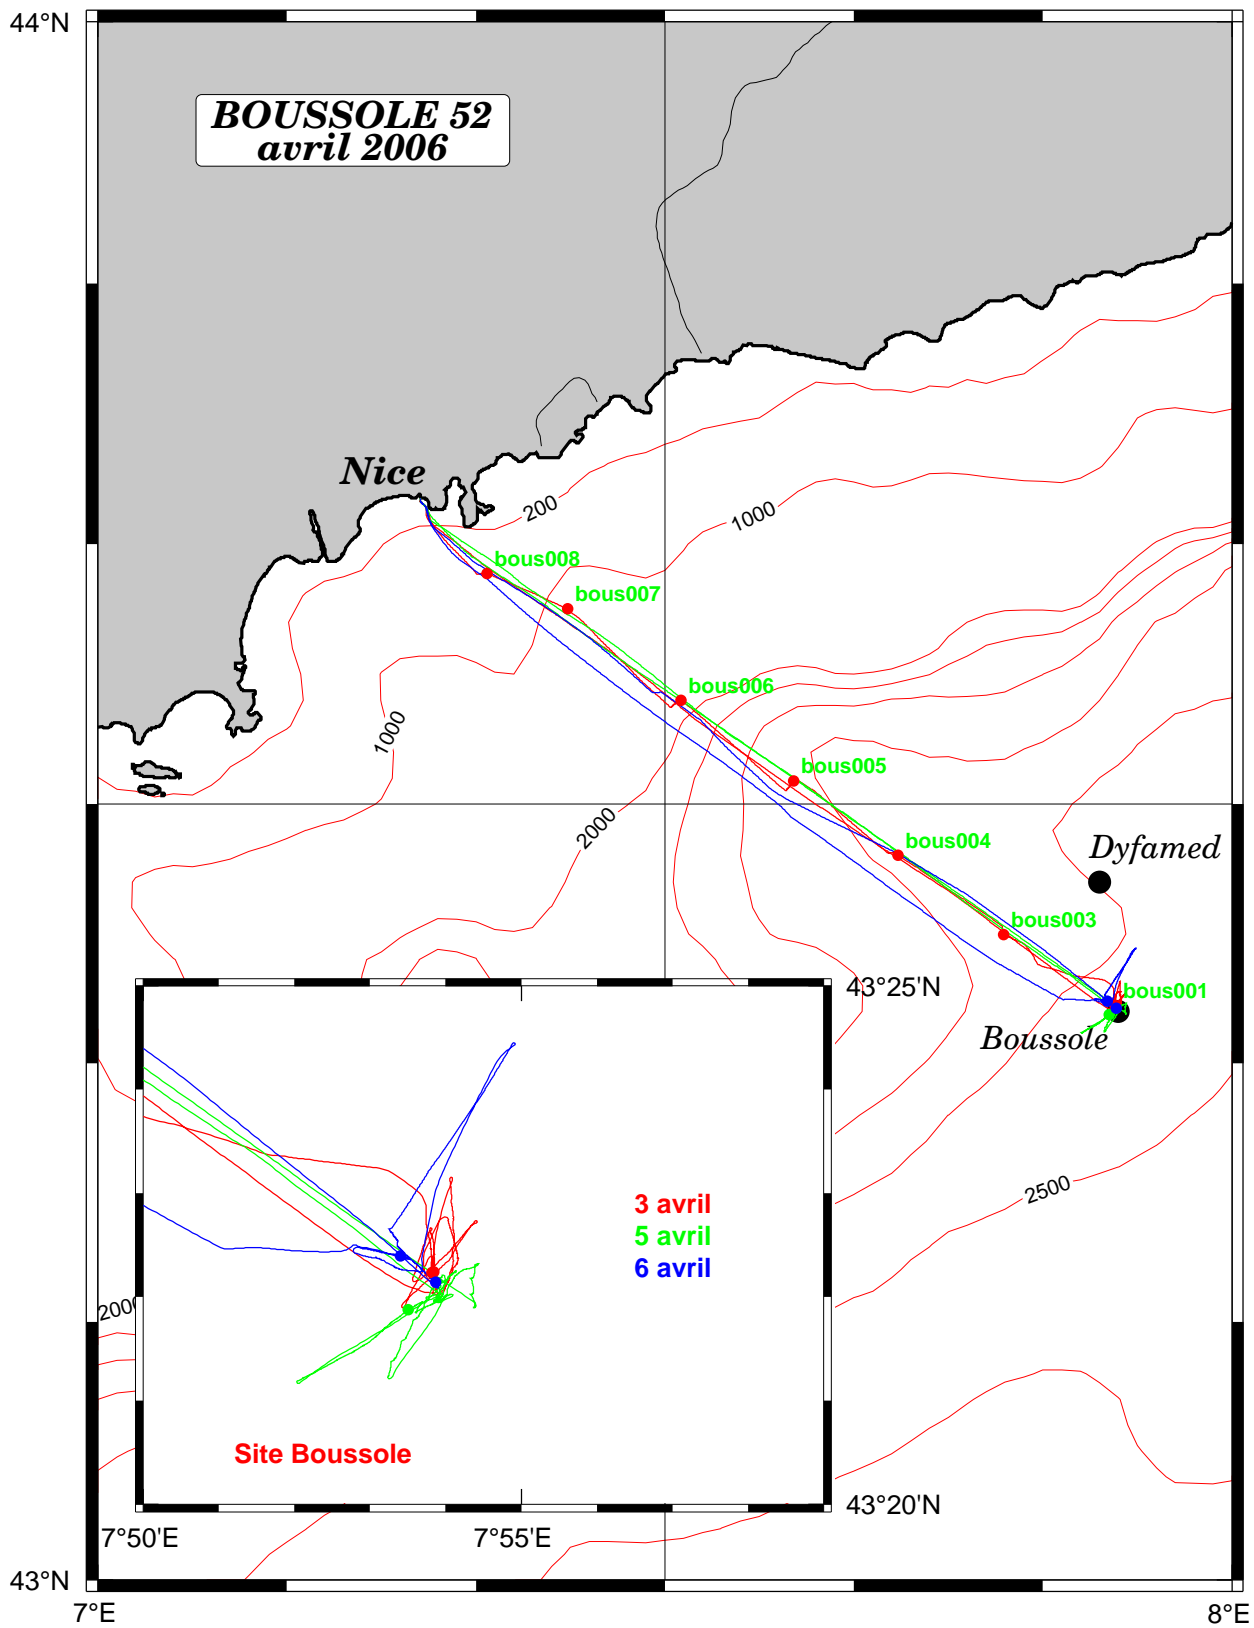 44°N
BOUSSOLE 52
avril 2006
Nice
200
1000
bous008
bous007
bous006
1000
bous005
2000
bous004
Dyfamed
bous003
43°25'N
bous001
Boussole
2500
3 avril
5 avril
6 avril
2000
Site Boussole
43°20'N
7°50'E
7°55'E
43°N
7°E
8°E